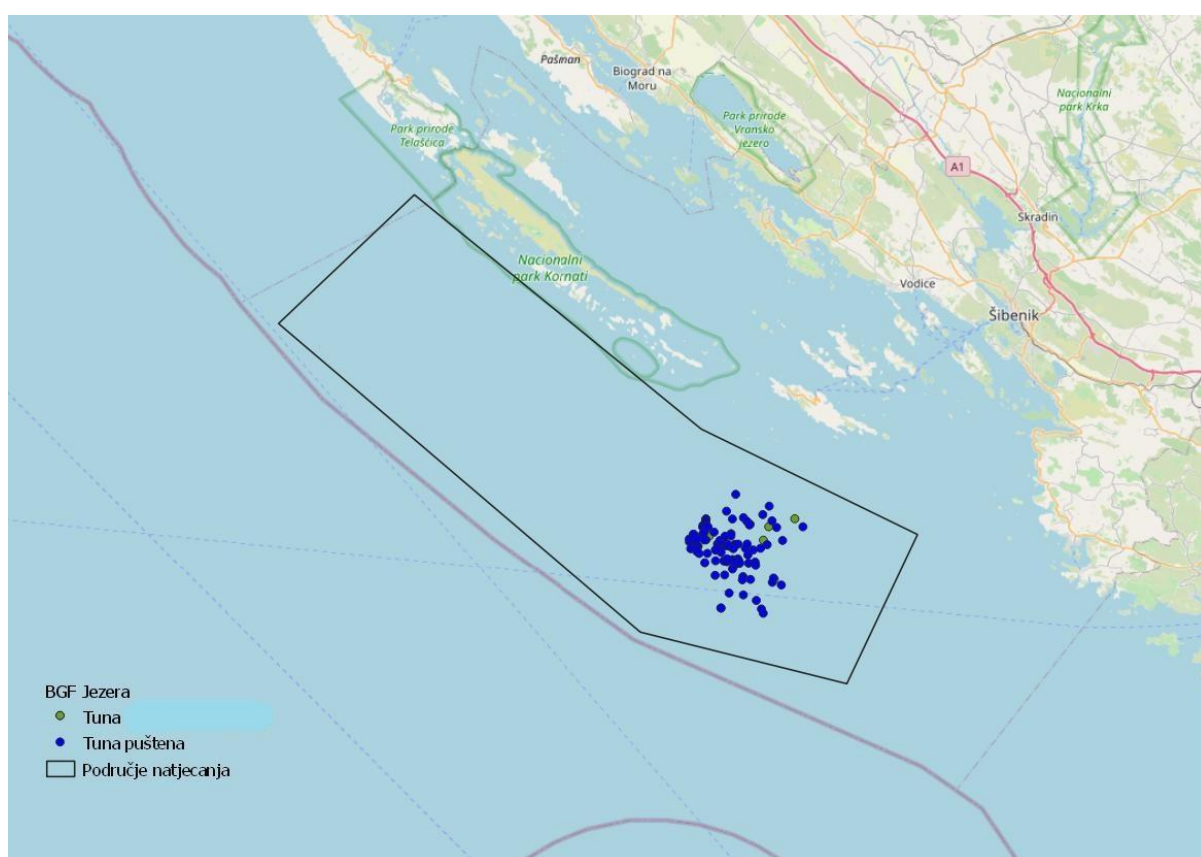 Pašman
Biograd na
Moru
Park prirode
Telašćica
Park prirode
Vransko
jezero
Nacionalni
park Krka
A1
Skradin
Nacionalni
park Kornati
Vodice
Šibenik
BGF Jezera
Tuna
Tuna puštena
Područje natjecanja